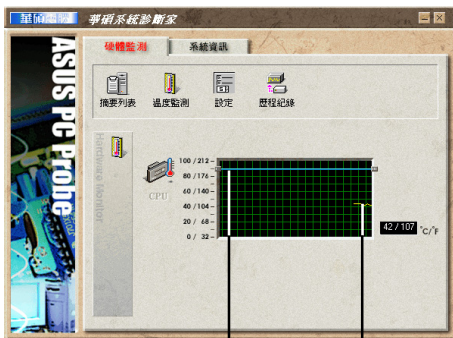 華碩電腦
華碩系統診斷家
ASUS PC Probe
硬體監測
系統資訊
摘要列表
溫度監測
設定
歷程紀錄
Hardware Monitor
CPU
100 / 212
80 / 176
60 / 140
40 / 104
20 / 68
0 / 32
42 / 107
°C/°F